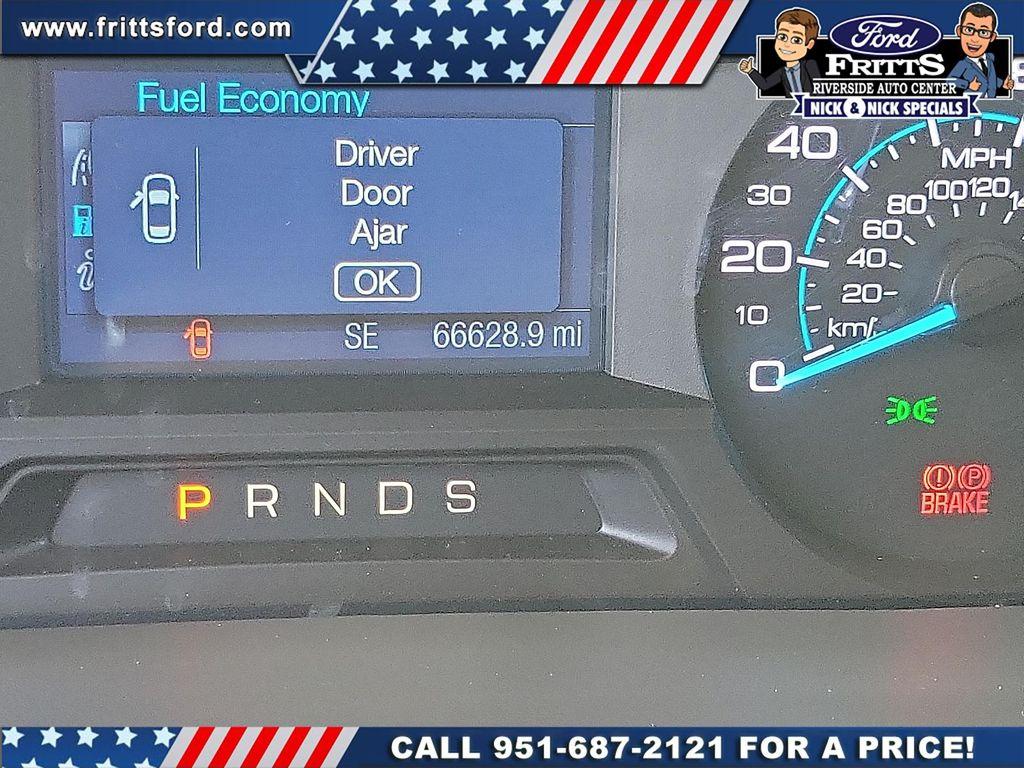 www.frittsford.com
Ford
FRITTS
RIVERSIDE AUTO CENTER
NICK & NICK SPECIALS
Fuel Economy
Driver
Door
Ajar
OK
SE 66628.9 mi
40
30
20
10
0
MPH
100 120
80
60
40
20
km/
P R N D S
P
BRAKE
CALL 951-687-2121 FOR A PRICE!